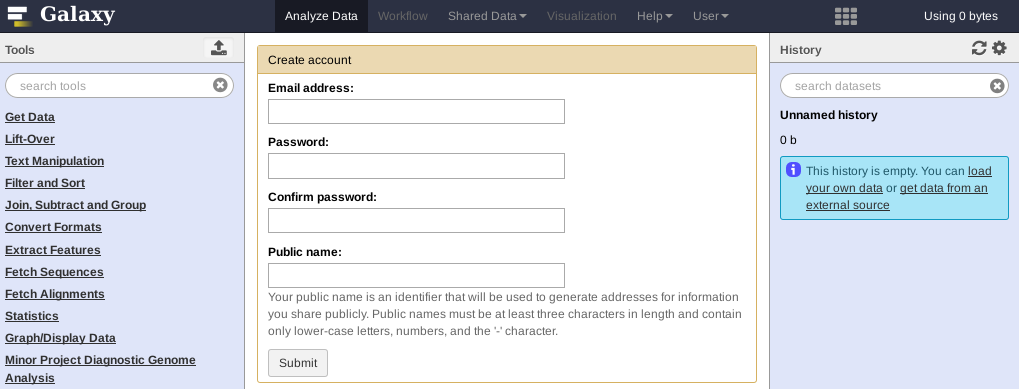 Galaxy
Analyze Data
Workflow
Shared Data
Visualization
Help
User
Using 0 bytes
Tools
search tools
Get Data
Lift-Over
Text Manipulation
Filter and Sort
Join, Subtract and Group
Convert Formats
Extract Features
Fetch Sequences
Fetch Alignments
Statistics
Graph/Display Data
Minor Project Diagnostic Genome
Analysis
Create account
Email address:
Password:
Confirm password:
Public name:
Your public name is an identifier that will be used to generate addresses for information
you share publicly. Public names must be at least three characters in length and contain
only lower-case letters, numbers, and the '-' character.
Submit
History
search datasets
Unnamed history
0 b
This history is empty. You can load
your own data or get data from an
external source